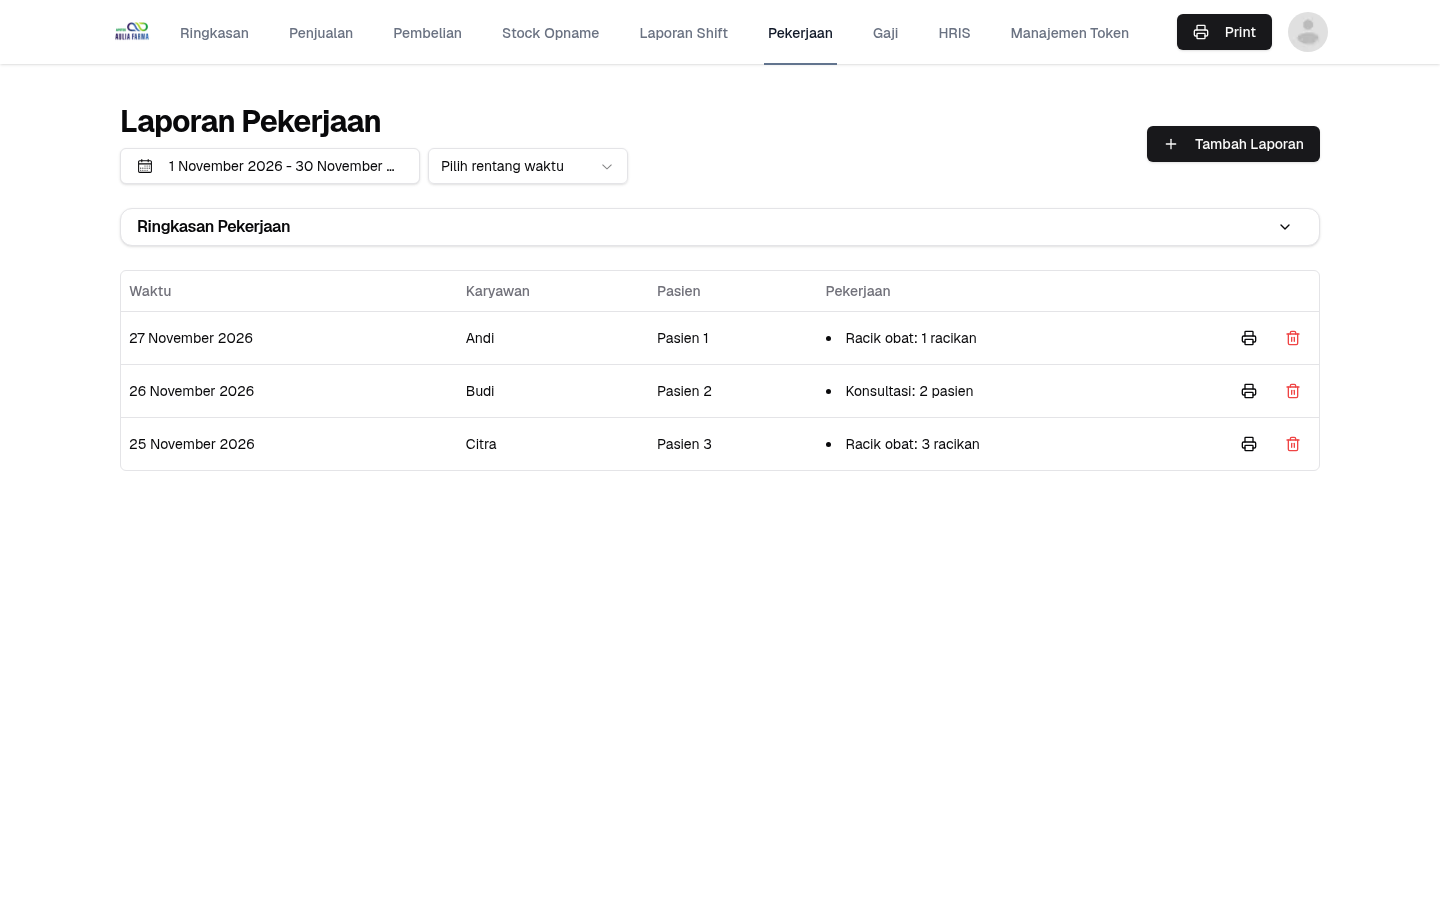 AULIA FARMA
Ringkasan Penjualan Pembelian Stock Opname Laporan Shift Pekerjaan Gaji HRIS Manajemen Token Print
Laporan Pekerjaan
1 November 2026 - 30 November ...
Pilih rentang waktu
Tambah Laporan
Ringkasan Pekerjaan
Waktu Karyawan Pasien Pekerjaan
27 November 2026 Andi Pasien 1 • Racik obat: 1 racikan
26 November 2026 Budi Pasien 2 • Konsultasi: 2 pasien
25 November 2026 Citra Pasien 3 • Racik obat: 3 racikan